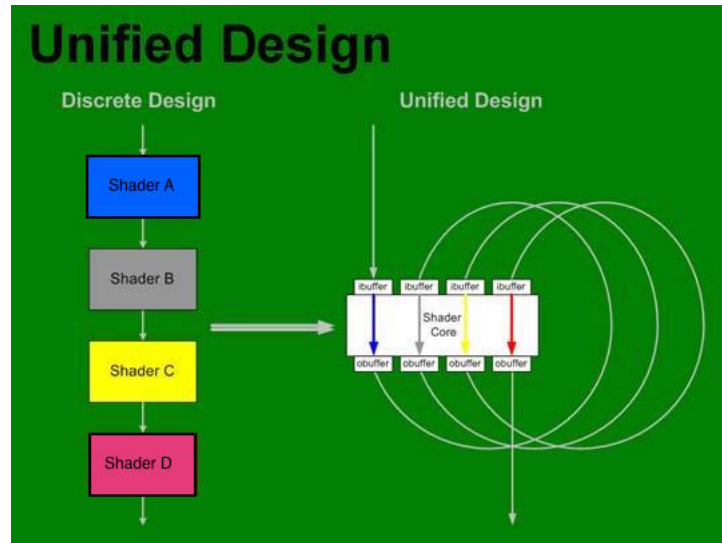 Unified Design
Discrete Design
Unified Design
Shader A
Shader B
Shader C
Shader D
ibuffer ibuffer ibuffer ibuffer
Shader
Core
obuffer obuffer obuffer obuffer